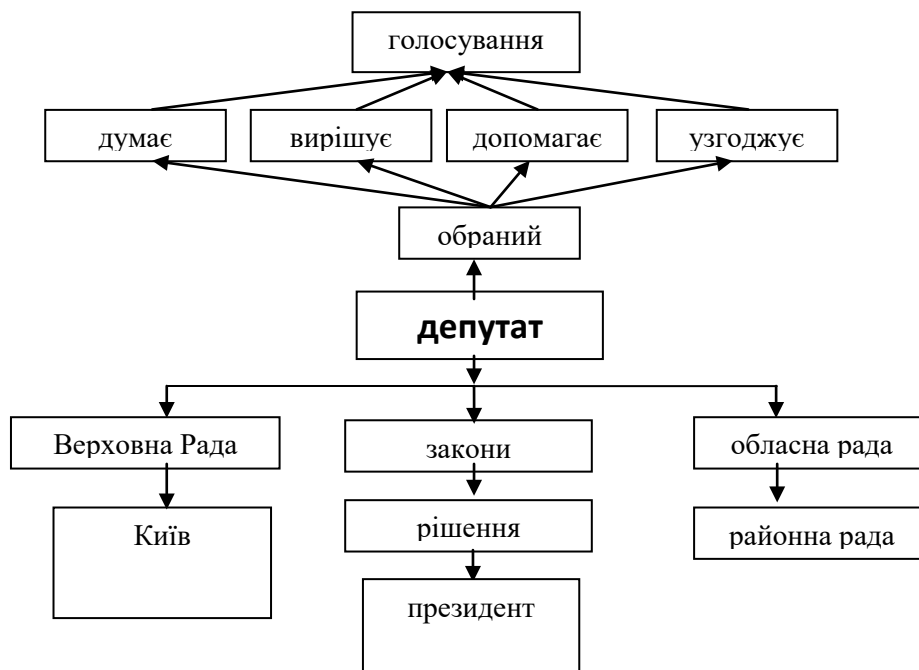 голосування
думає
вирішує
допомагає
узгоджує
обраний
депутат
Верховна Рада
закони
обласна рада
Київ
рішення
районна рада
президент